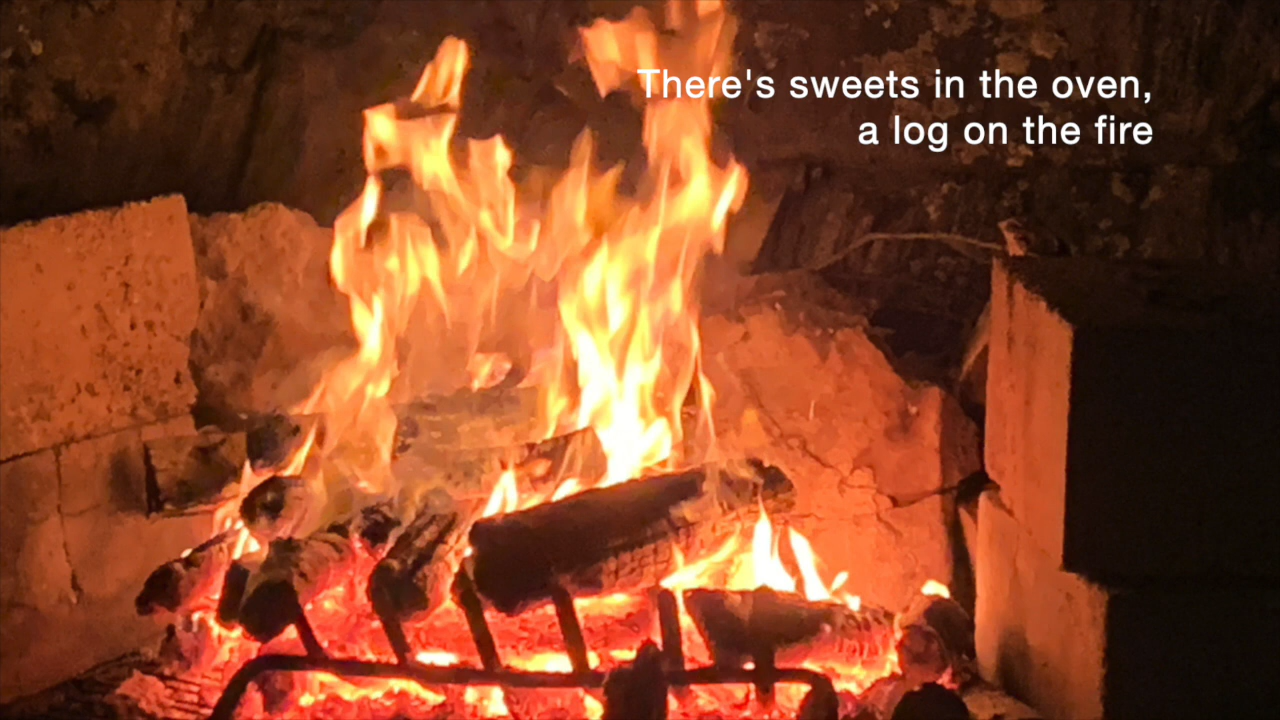 There's sweets in the oven,
a log on the fire